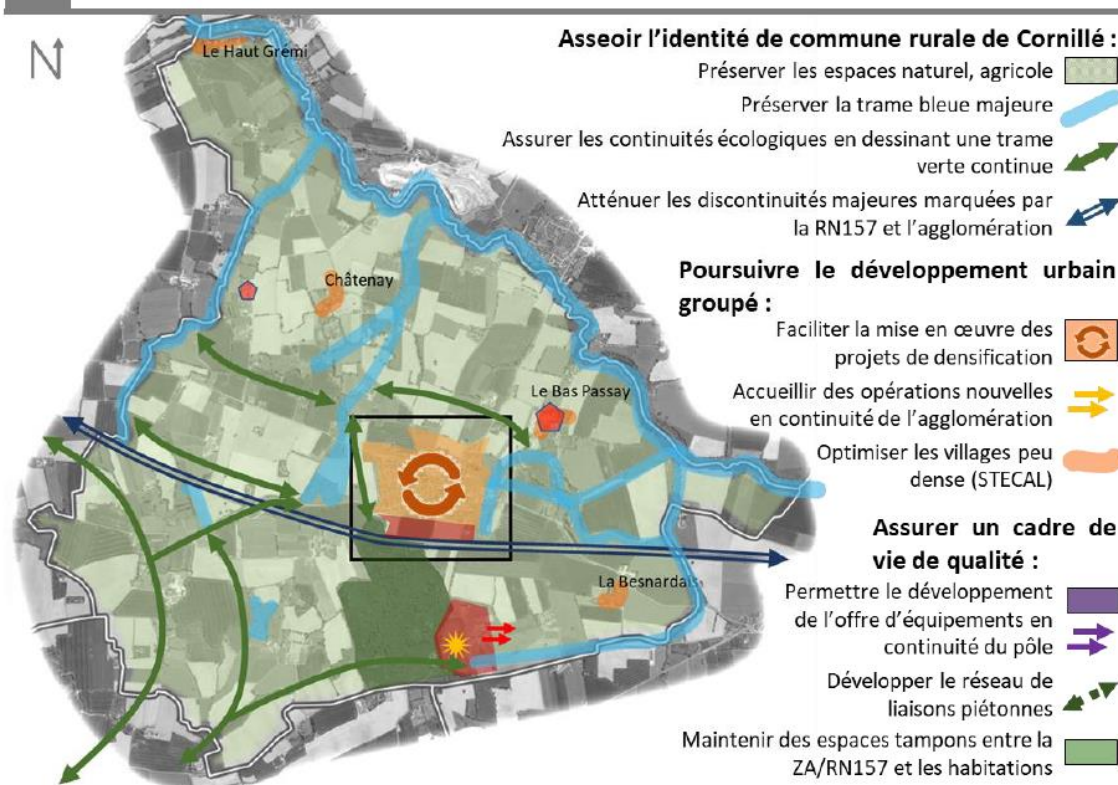 N
Le Haut Grémi
Châtenay
Le Bas Passay
La Besnardais
Asseoir l'identité de commune rurale de Cornillé :
Préserver les espaces naturel, agricole
Préserver la trame bleue majeure
Assurer les continuités écologiques en dessinant une trame
verte continue
Atténuer les discontinuités majeures marquées par
la RN157 et l'agglomération
Poursuivre le développement urbain
groupé :
Faciliter la mise en œuvre des
projets de densification
Accueillir des opérations nouvelles
en continuité de l'agglomération
Optimiser les villages peu
dense (STECAL)
Assurer un cadre de
vie de qualité :
Permettre le développement
de l'offre d'équipements en
continuité du pôle
Développer le réseau de
liaisons piétonnes
Maintenir des espaces tampons entre la
ZA/RN157 et les habitations